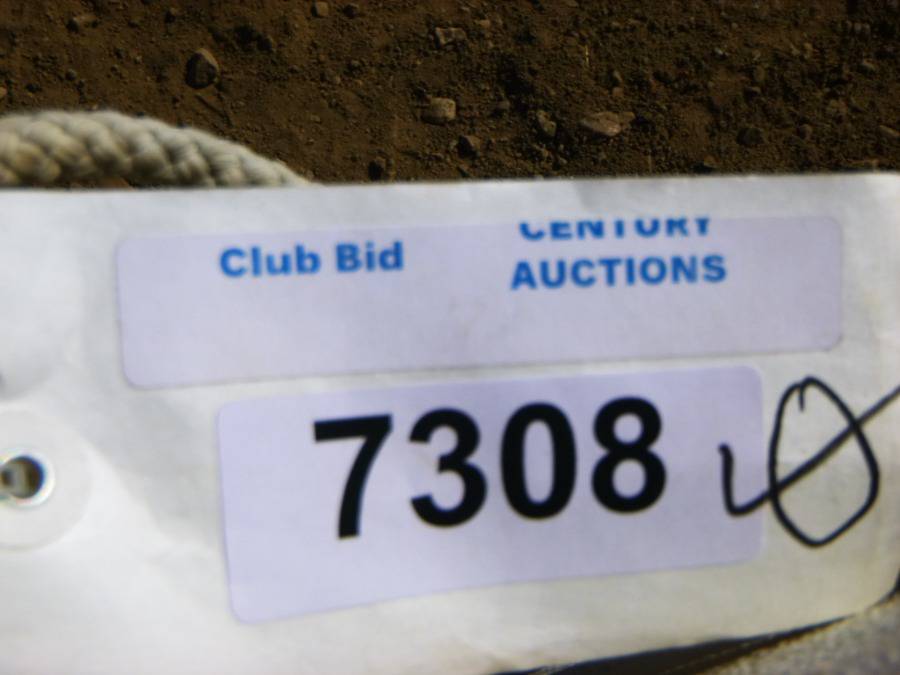 Club Bid
CENTURY
AUCTIONS
7308